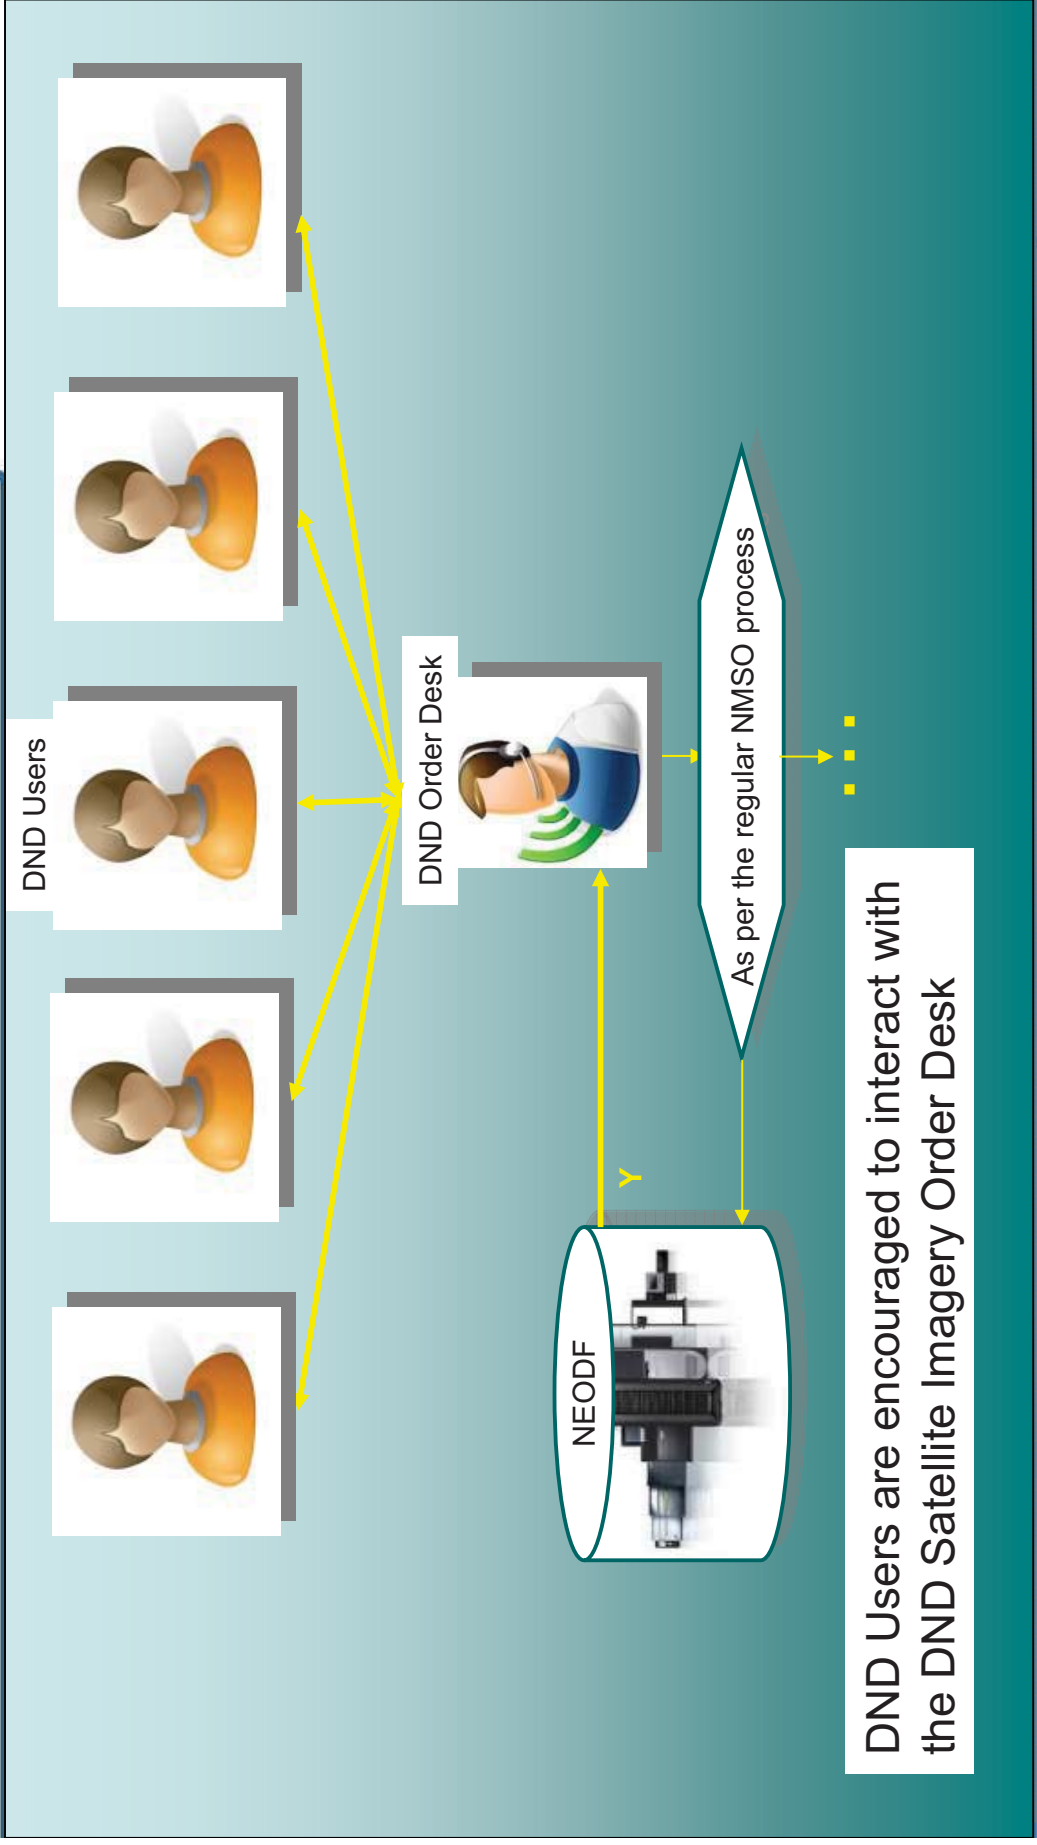 DND Users
DND Order Desk
NEODF
Y
As per the regular NMSO process
DND Users are encouraged to interact with
the DND Satellite Imagery Order Desk